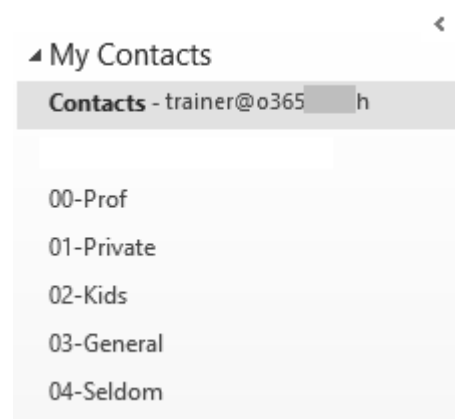 My Contacts
Contacts - trainer@o365 h
00-Prof
01-Private
02-Kids
03-General
04-Seldom